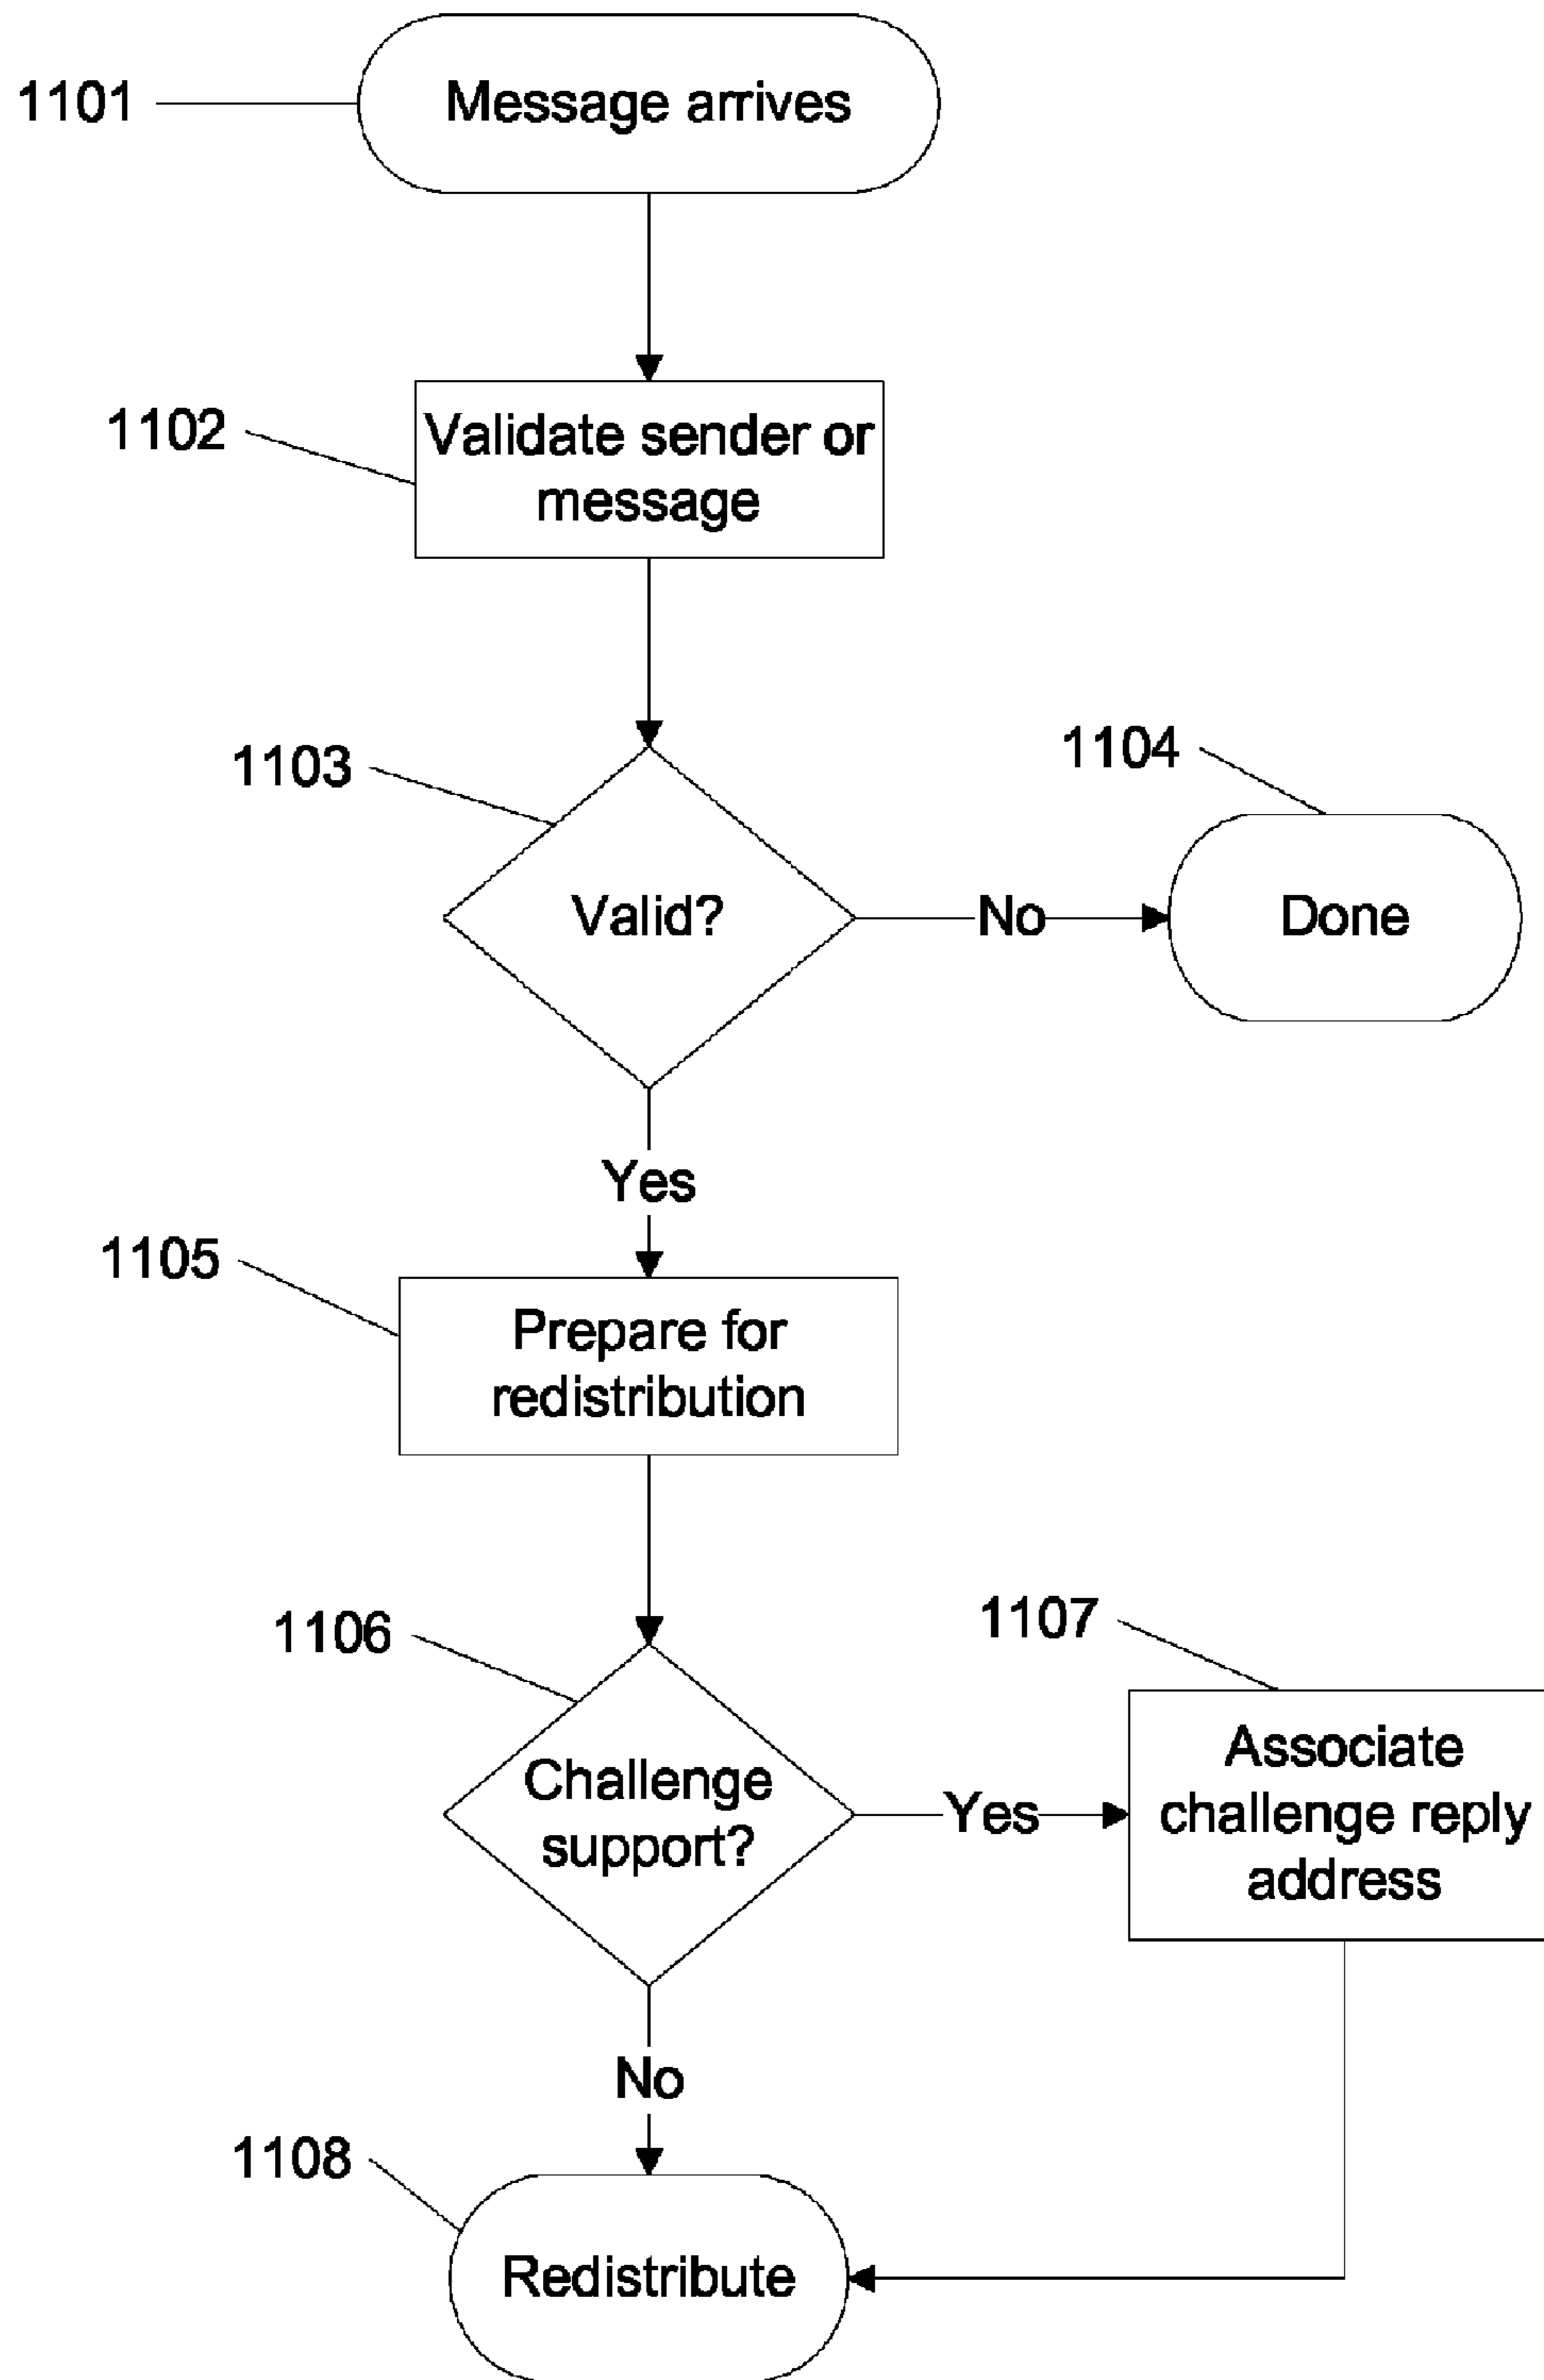 1101
Message arrives
1102
Validate sender or
message
1103
Valid?
No
1104
Done
Yes
1105
Prepare for
redistribution
1106
Challenge
support?
Yes
1107
Associate
challenge reply
address
No
1108
Redistribute